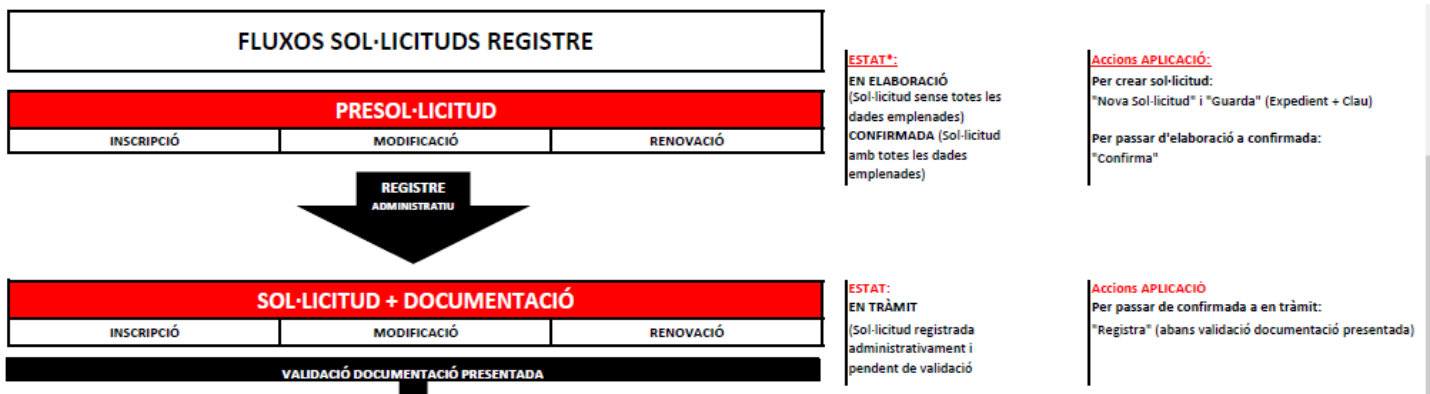 FLUXOS SOL·LICITUDS REGISTRE
PRESOL·LICITUD
INSCRIPCIÓ MODIFICACIÓ RENOVACIÓ
ESTAT*:
EN ELABORACIÓ
(Sol·licitud sense totes les
dades emplenades)
CONFIRMADA (Sol·licitud
amb totes les dades
emplenades)
Accions APLICACIÓ:
Per crear sol·licitud:
"Nova Sol·licitud" i "Guarda" (Expedient + Clau)
Per passar d'elaboració a confirmada:
"Confirma"
REGISTRE
ADMINISTRATIU
SOL·LICITUD + DOCUMENTACIÓ
INSCRIPCIÓ MODIFICACIÓ RENOVACIÓ
VALIDACIÓ DOCUMENTACIÓ PRESENTADA
ESTAT:
EN TRÀMIT
(Sol·licitud registrada
administrativament i
pendent de validació
Accions APLICACIÓ
Per passar de confirmada a en tràmit:
"Registra" (abans validació documentació presentada)